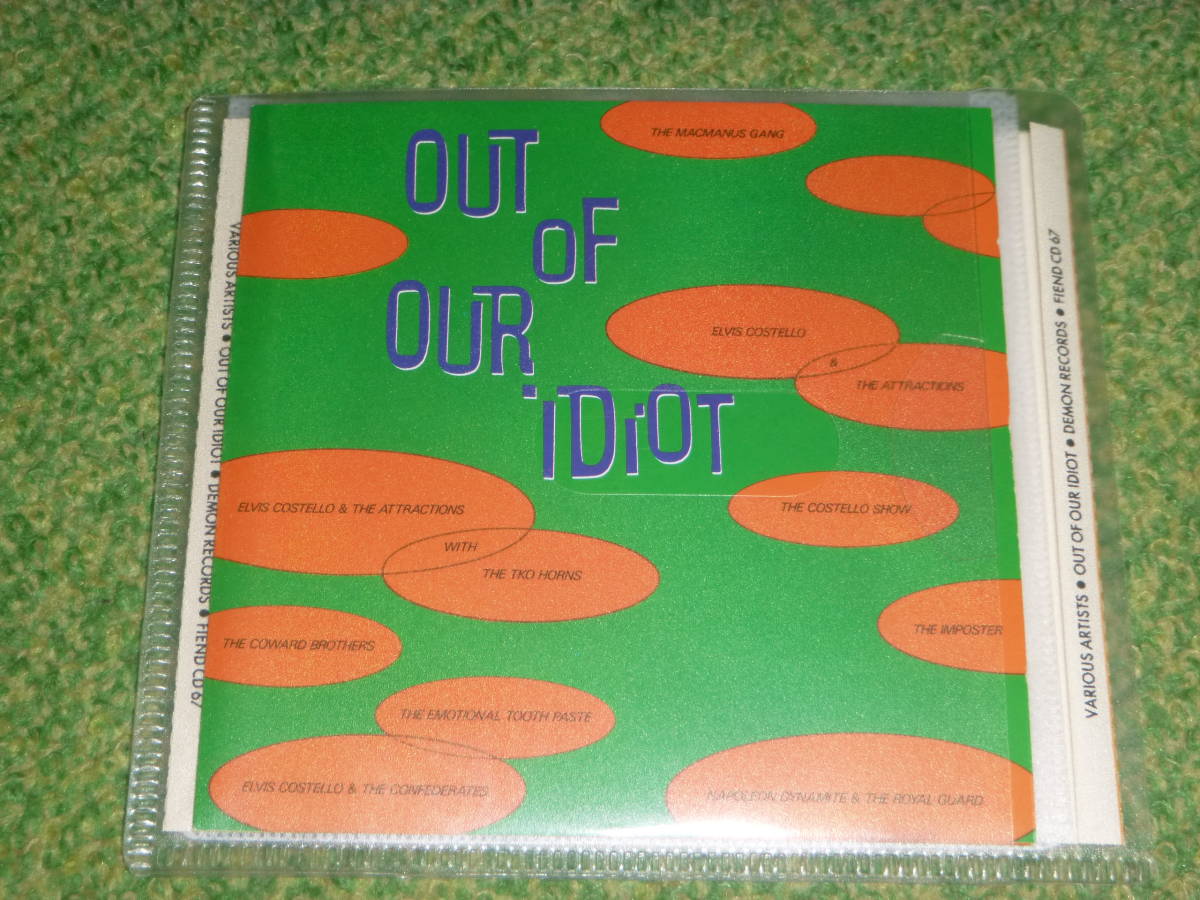 OUT
OF
OUR
IDIOT
THE MACMANUS GANG
ELVIS COSTELLO
&
THE ATTRACTIONS
ELVIS COSTELLO & THE ATTRACTIONS
WITH
THE TKO HORNS
THE COSTELLO SHOW
THE COWARD BROTHERS
THE IMPOSTER
THE EMOTIONAL TOOTH PASTE
ELVIS COSTELLO & THE CONFEDERATES
NAPOLEON DYNAMITE & THE ROYAL GUARD
VARIOUS ARTISTS • OUT OF OUR IDIOT • DEMON RECORDS • FIEND CD 67
VARIOUS ARTISTS • OUT OF OUR IDIOT • DEMON RECORDS • FIEND CD 67